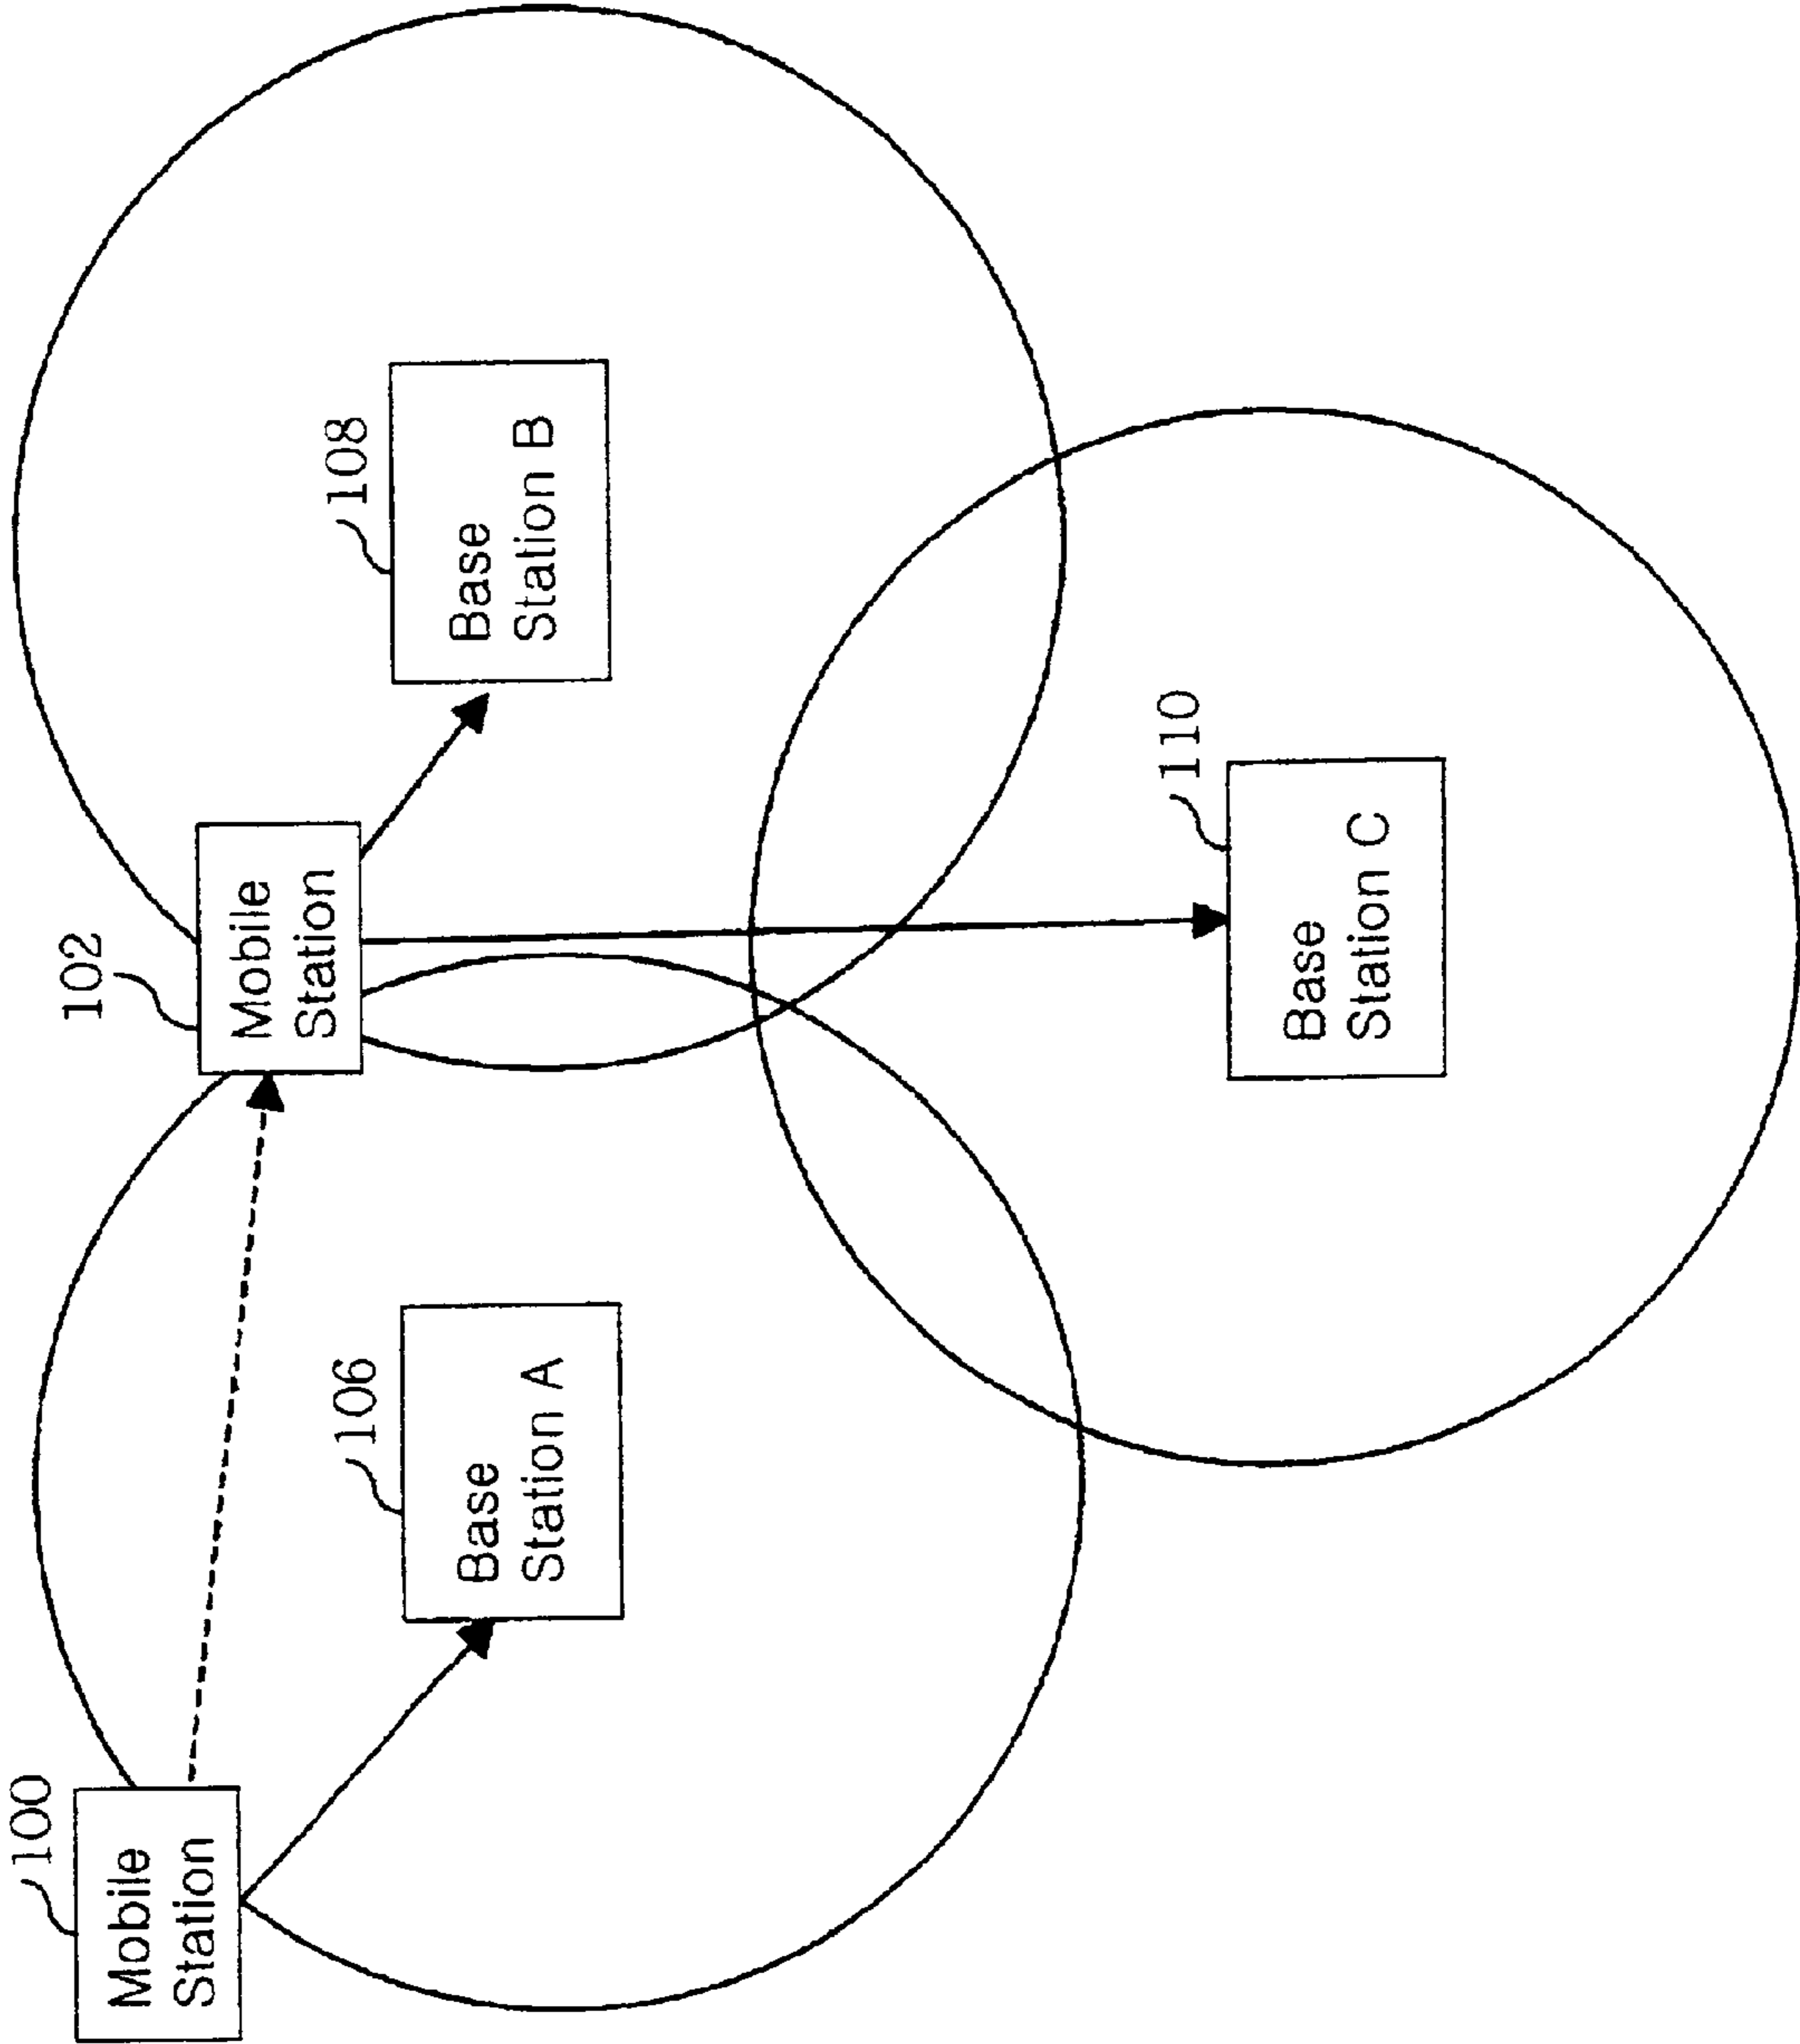 100
Mobile
Station
102
Mobile
Station
106
Base
Station A
108
Base
Station B
110
Base
Station C